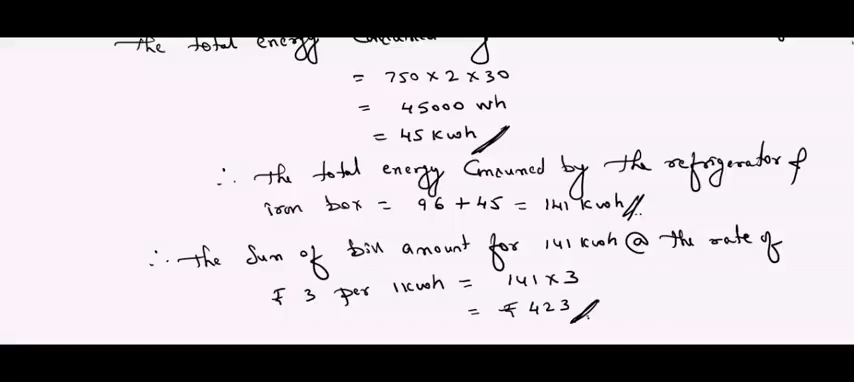 The total energy
= 750 × 2 × 30
= 45000 Wh
= 45 Kwh
∴ The total energy Consumed by the refrigerator &
iron box = 96 + 45 = 141 Kwh
∴ The Sum of bill amount for 141 Kwh @ the rate of
₹ 3 per 1Kwh = 141 × 3
= ₹ 423